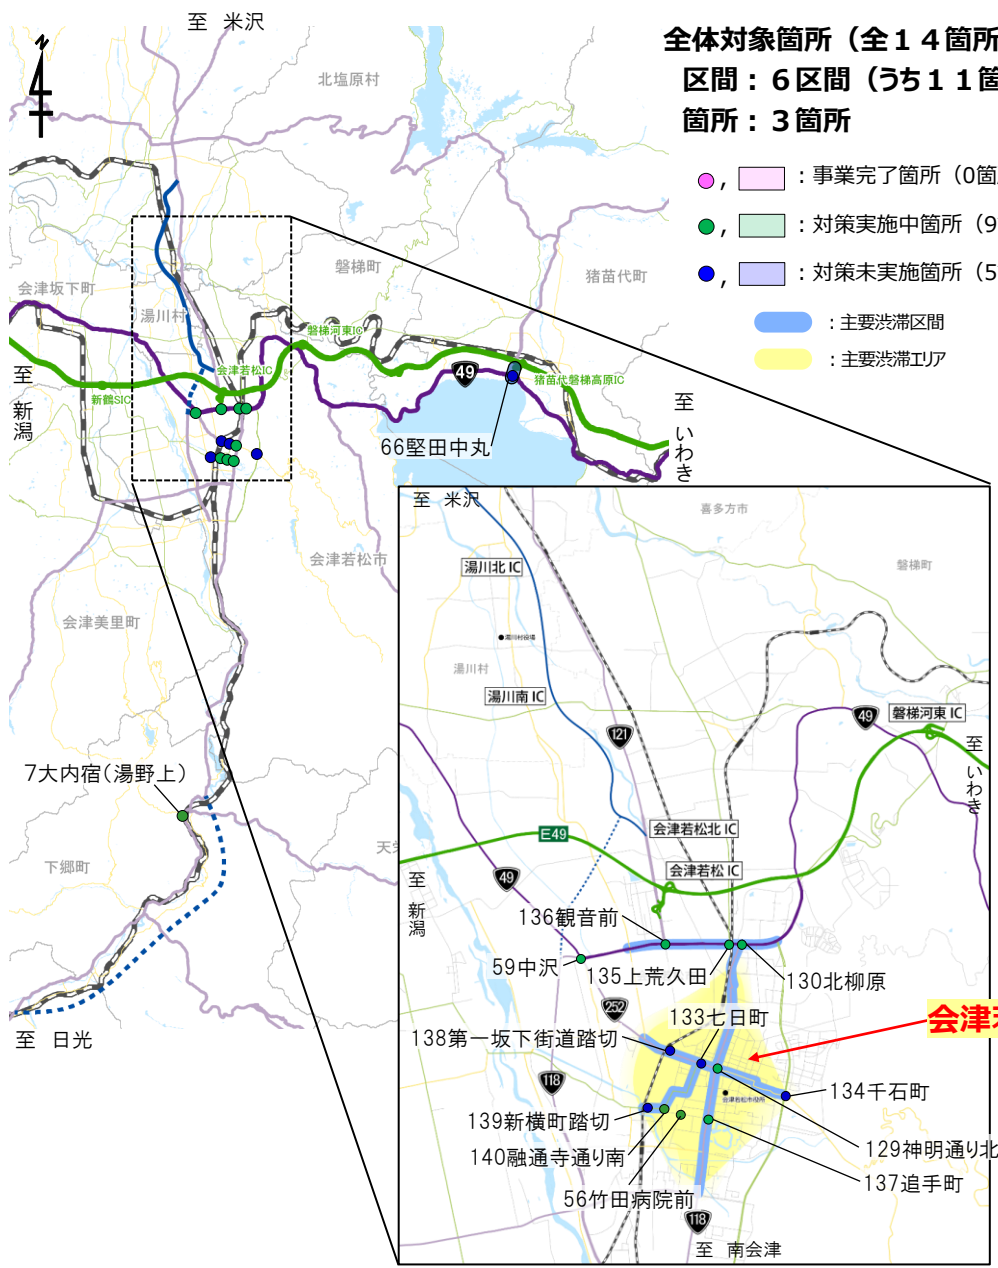 至 米沢
全体対象箇所（全１４箇所
区間：６区間（うち１１箇
箇所：３箇所
：事業完了箇所（0箇
：対策実施中箇所（9
：対策未実施箇所（5
：主要渋滞区間
：主要渋滞エリア
北塩原村
磐梯町
猪苗代町
会津坂下町
湯川村
磐梯河東IC
会津若松IC
新鶴SIC
猪苗代磐梯高原IC
49
至 新潟
至 いわき
66堅田中丸
会津若松市
会津美里町
7大内宿（湯野上）
下郷町
天栄
至 日光
至 米沢
喜多方市
磐梯町
湯川北 IC
湯川村役場
湯川村
湯川南 IC
121
49
磐梯河東 IC
至 いわき
E49
会津若松北 IC
会津若松 IC
49
至 新潟
136観音前
59中沢
135上荒久田
130北柳原
252
133七日町
138第一坂下街道踏切
会津若
118
134千石町
会津若松市役所
139新横町踏切
129神明通り北
140融通寺通り南
137追手町
56竹田病院前
118
至 南会津